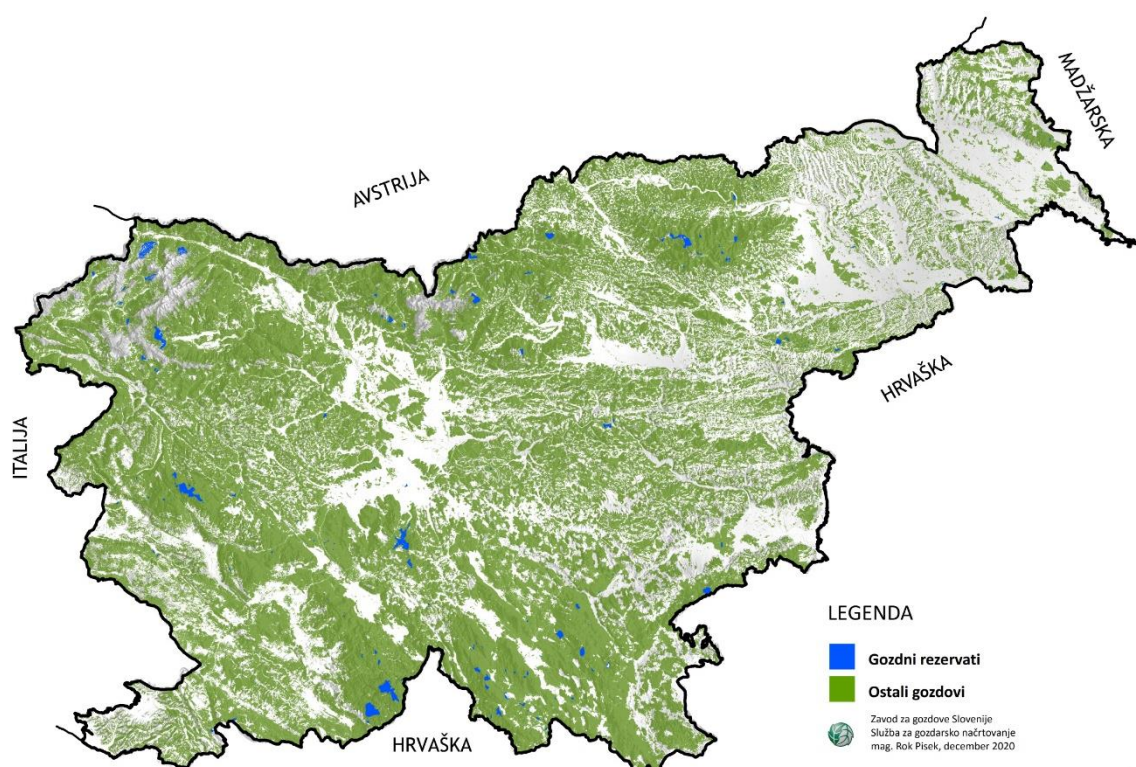 MADŽARSKA
AVSTRIJA
HRVAŠKA
ITALIJA
HRVAŠKA
LEGENDA
Gozdni rezervati
Ostali gozdovi
Zavod za gozdove Slovenije
Služba za gozdarsko načrtovanje
mag. Rok Pisek, december 2020